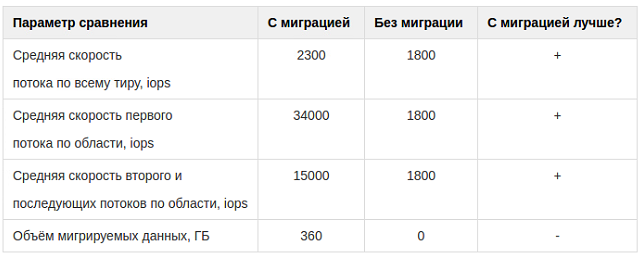 Параметр сравнения С миграцией Без миграции С миграцией лучше?
Средняя скорость 2300 1800 +
потока по всему тиру, iops
Средняя скорость первого 34000 1800 +
потока по области, iops
Средняя скорость второго и 15000 1800 +
последующих потоков по области, iops
Объём мигрируемых данных, ГБ 360 0 -